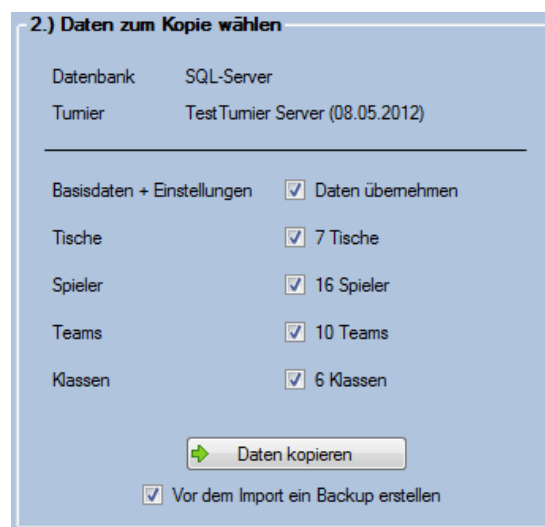 2.) Daten zum Kopie wählen
Datenbank SQL-Server
Turnier TestTurnier Server (08.05.2012)
Basisdaten + Einstellungen Daten übernehmen
Tische 7 Tische
Spieler 16 Spieler
Teams 10 Teams
Klassen 6 Klassen
Daten kopieren
Vor dem Import ein Backup erstellen